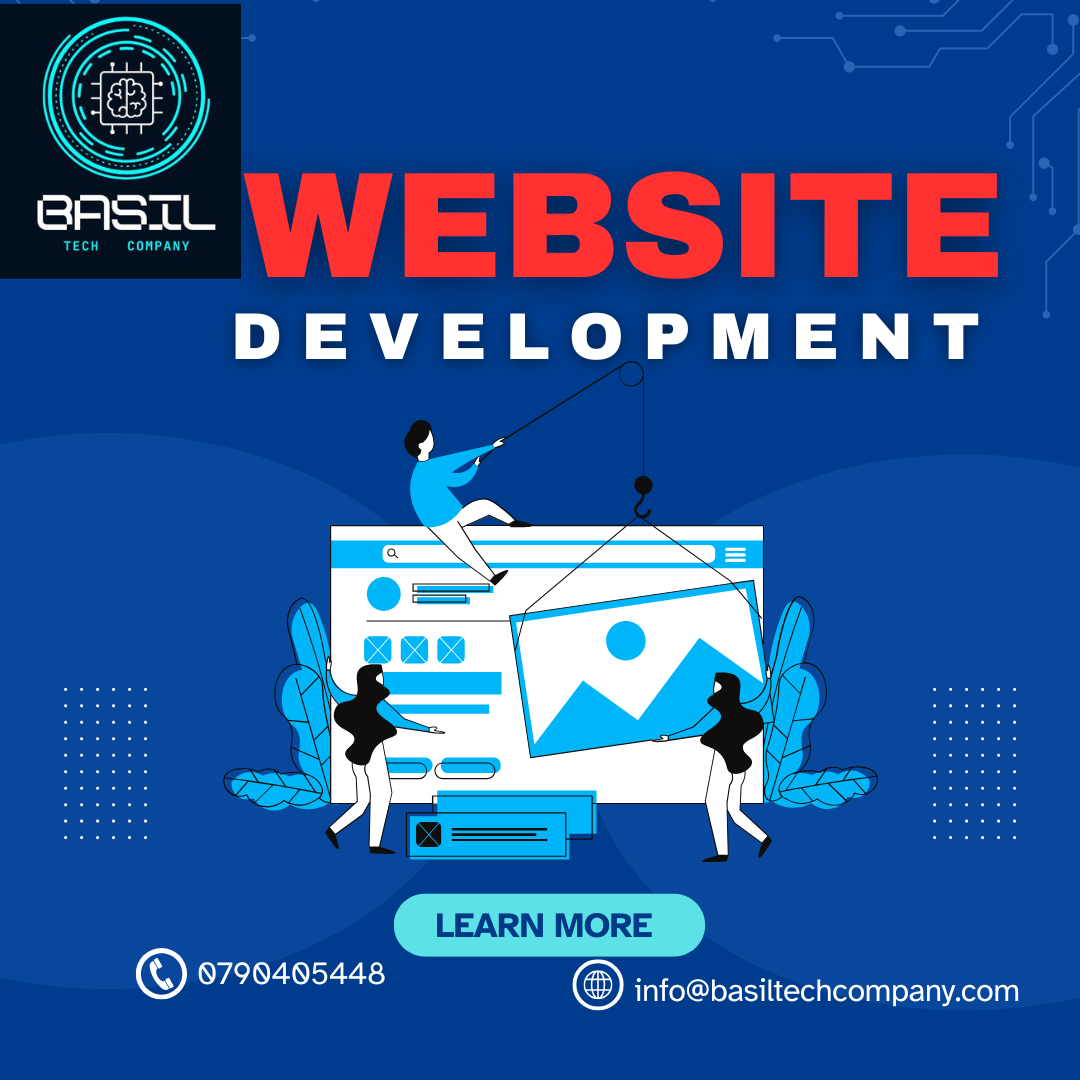 BASIL
TECH COMPANY
WEBSITE
DEVELOPMENT
LEARN MORE
0790405448
info@basiltechcompany.com